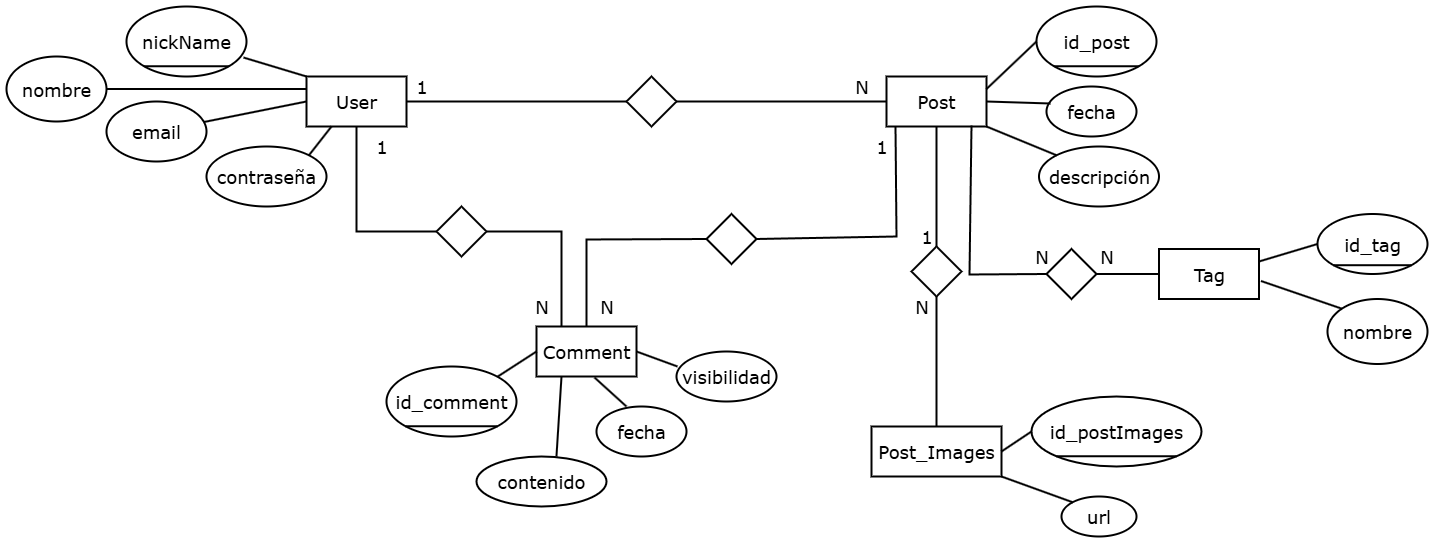 nickName
id_post
nombre
User
1
N
Post
fecha
email
contraseña
1
1
descripción
1
N
N
id_tag
Tag
N
N
N
nombre
Comment
visibilidad
id_comment
fecha
id_postImages
Post_Images
contenido
url